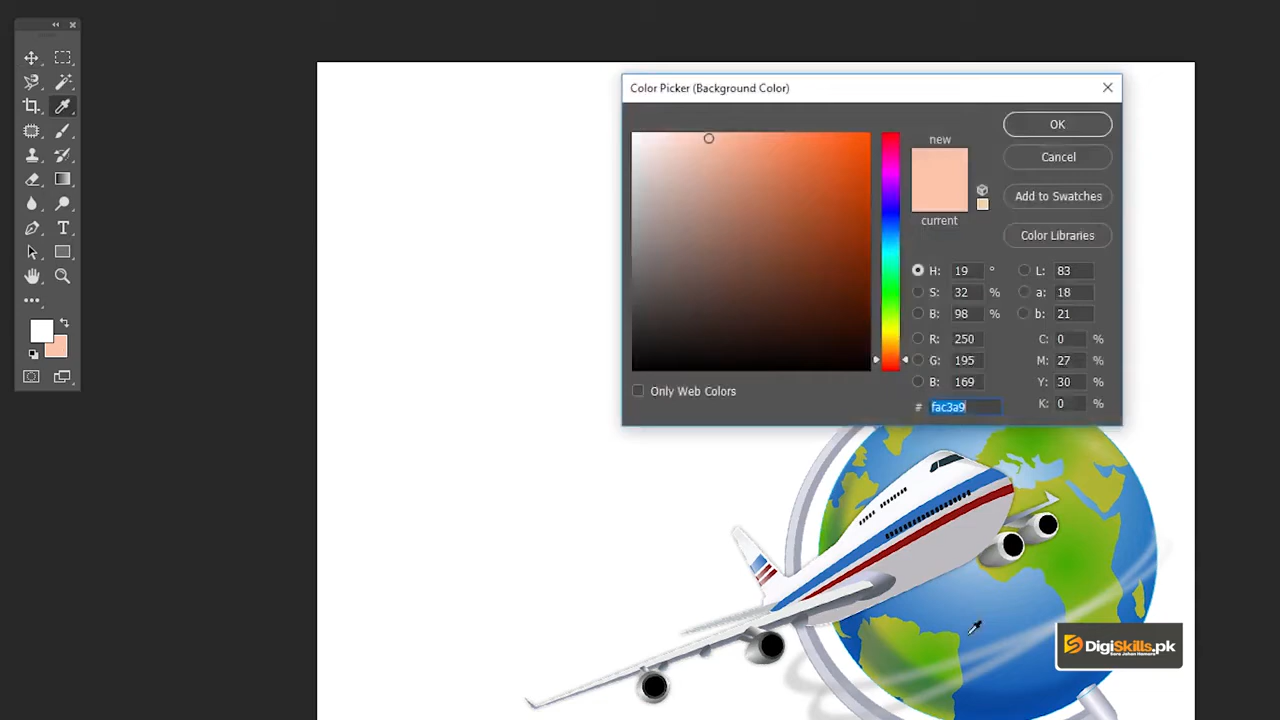 Color Picker (Background Color)
new
current
OK
Cancel
Add to Swatches
Color Libraries
H: 19 °
S: 32 %
B: 98 %
R: 250
G: 195
B: 169
# fac3a9
L: 83
a: 18
b: 21
C: 0 %
M: 27 %
Y: 30 %
K: 0 %
Only Web Colors
T
DigiSkills.pk